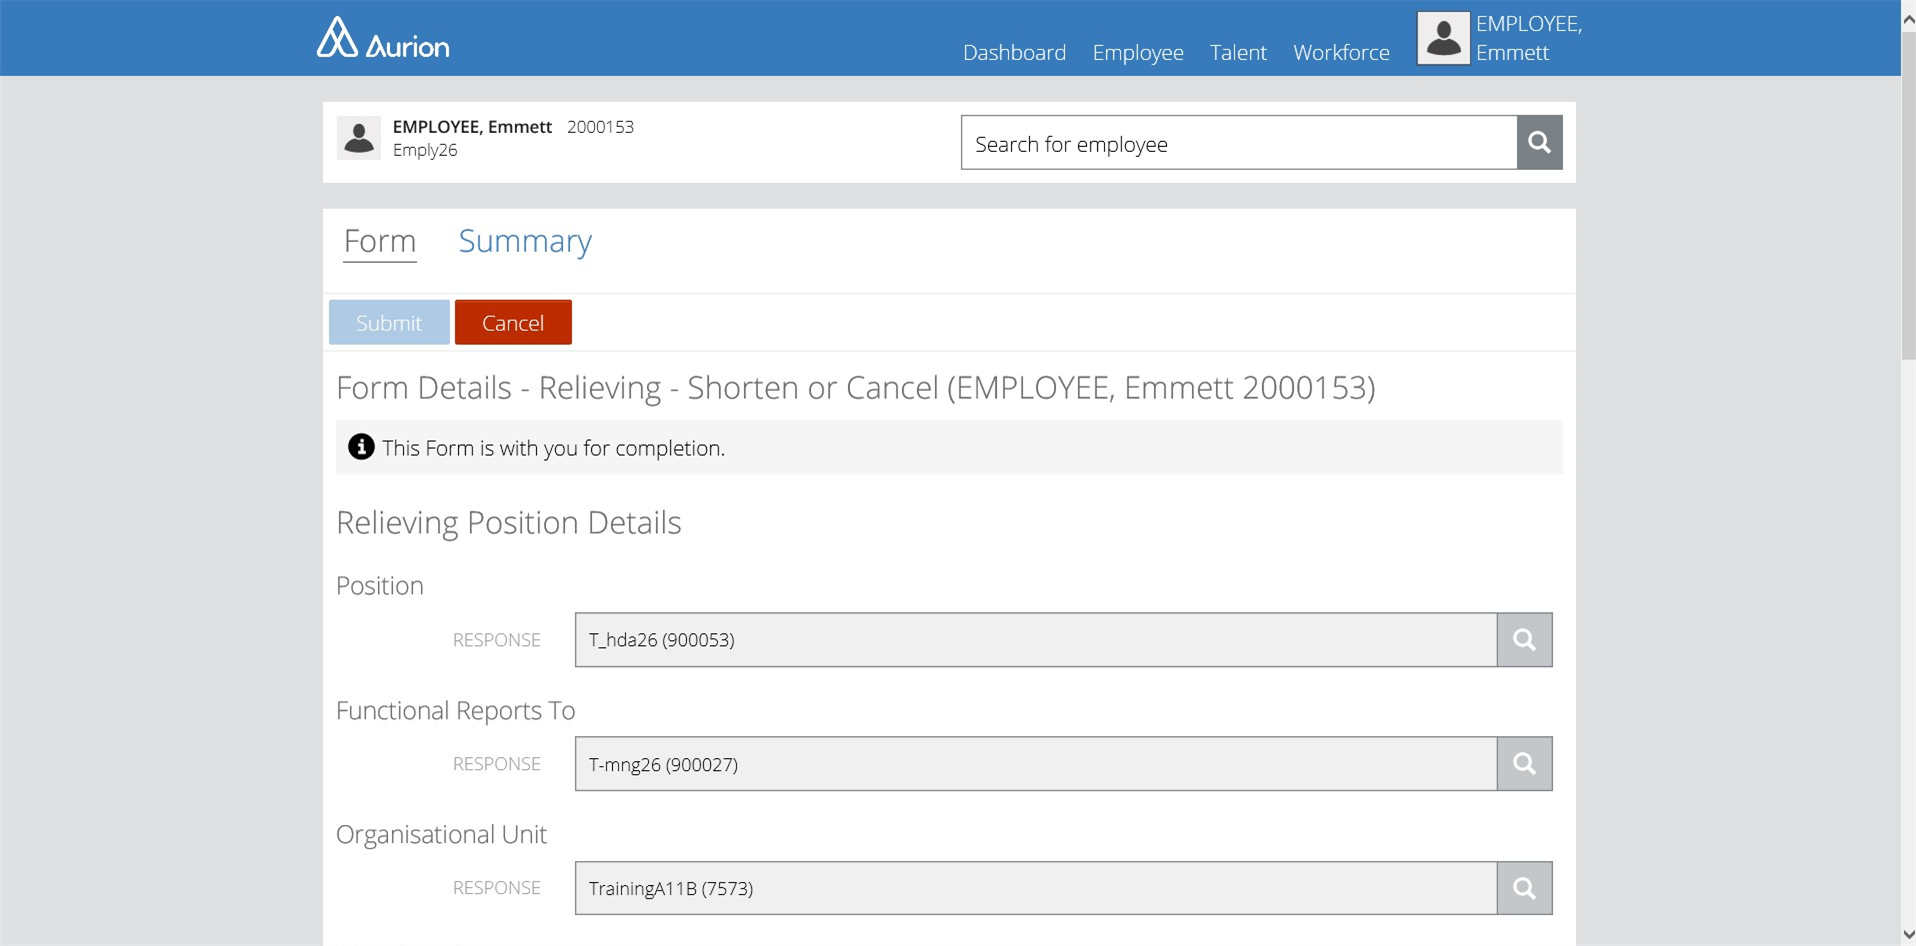 Aurion
Dashboard Employee Talent Workforce
EMPLOYEE,
Emmett
EMPLOYEE, Emmett 2000153
Emply26
Search for employee
Form Summary
Submit Cancel
Form Details - Relieving - Shorten or Cancel (EMPLOYEE, Emmett 2000153)
This Form is with you for completion.
Relieving Position Details
Position
RESPONSE T_hda26 (900053)
Functional Reports To
RESPONSE T-mng26 (900027)
Organisational Unit
RESPONSE TrainingA11B (7573)